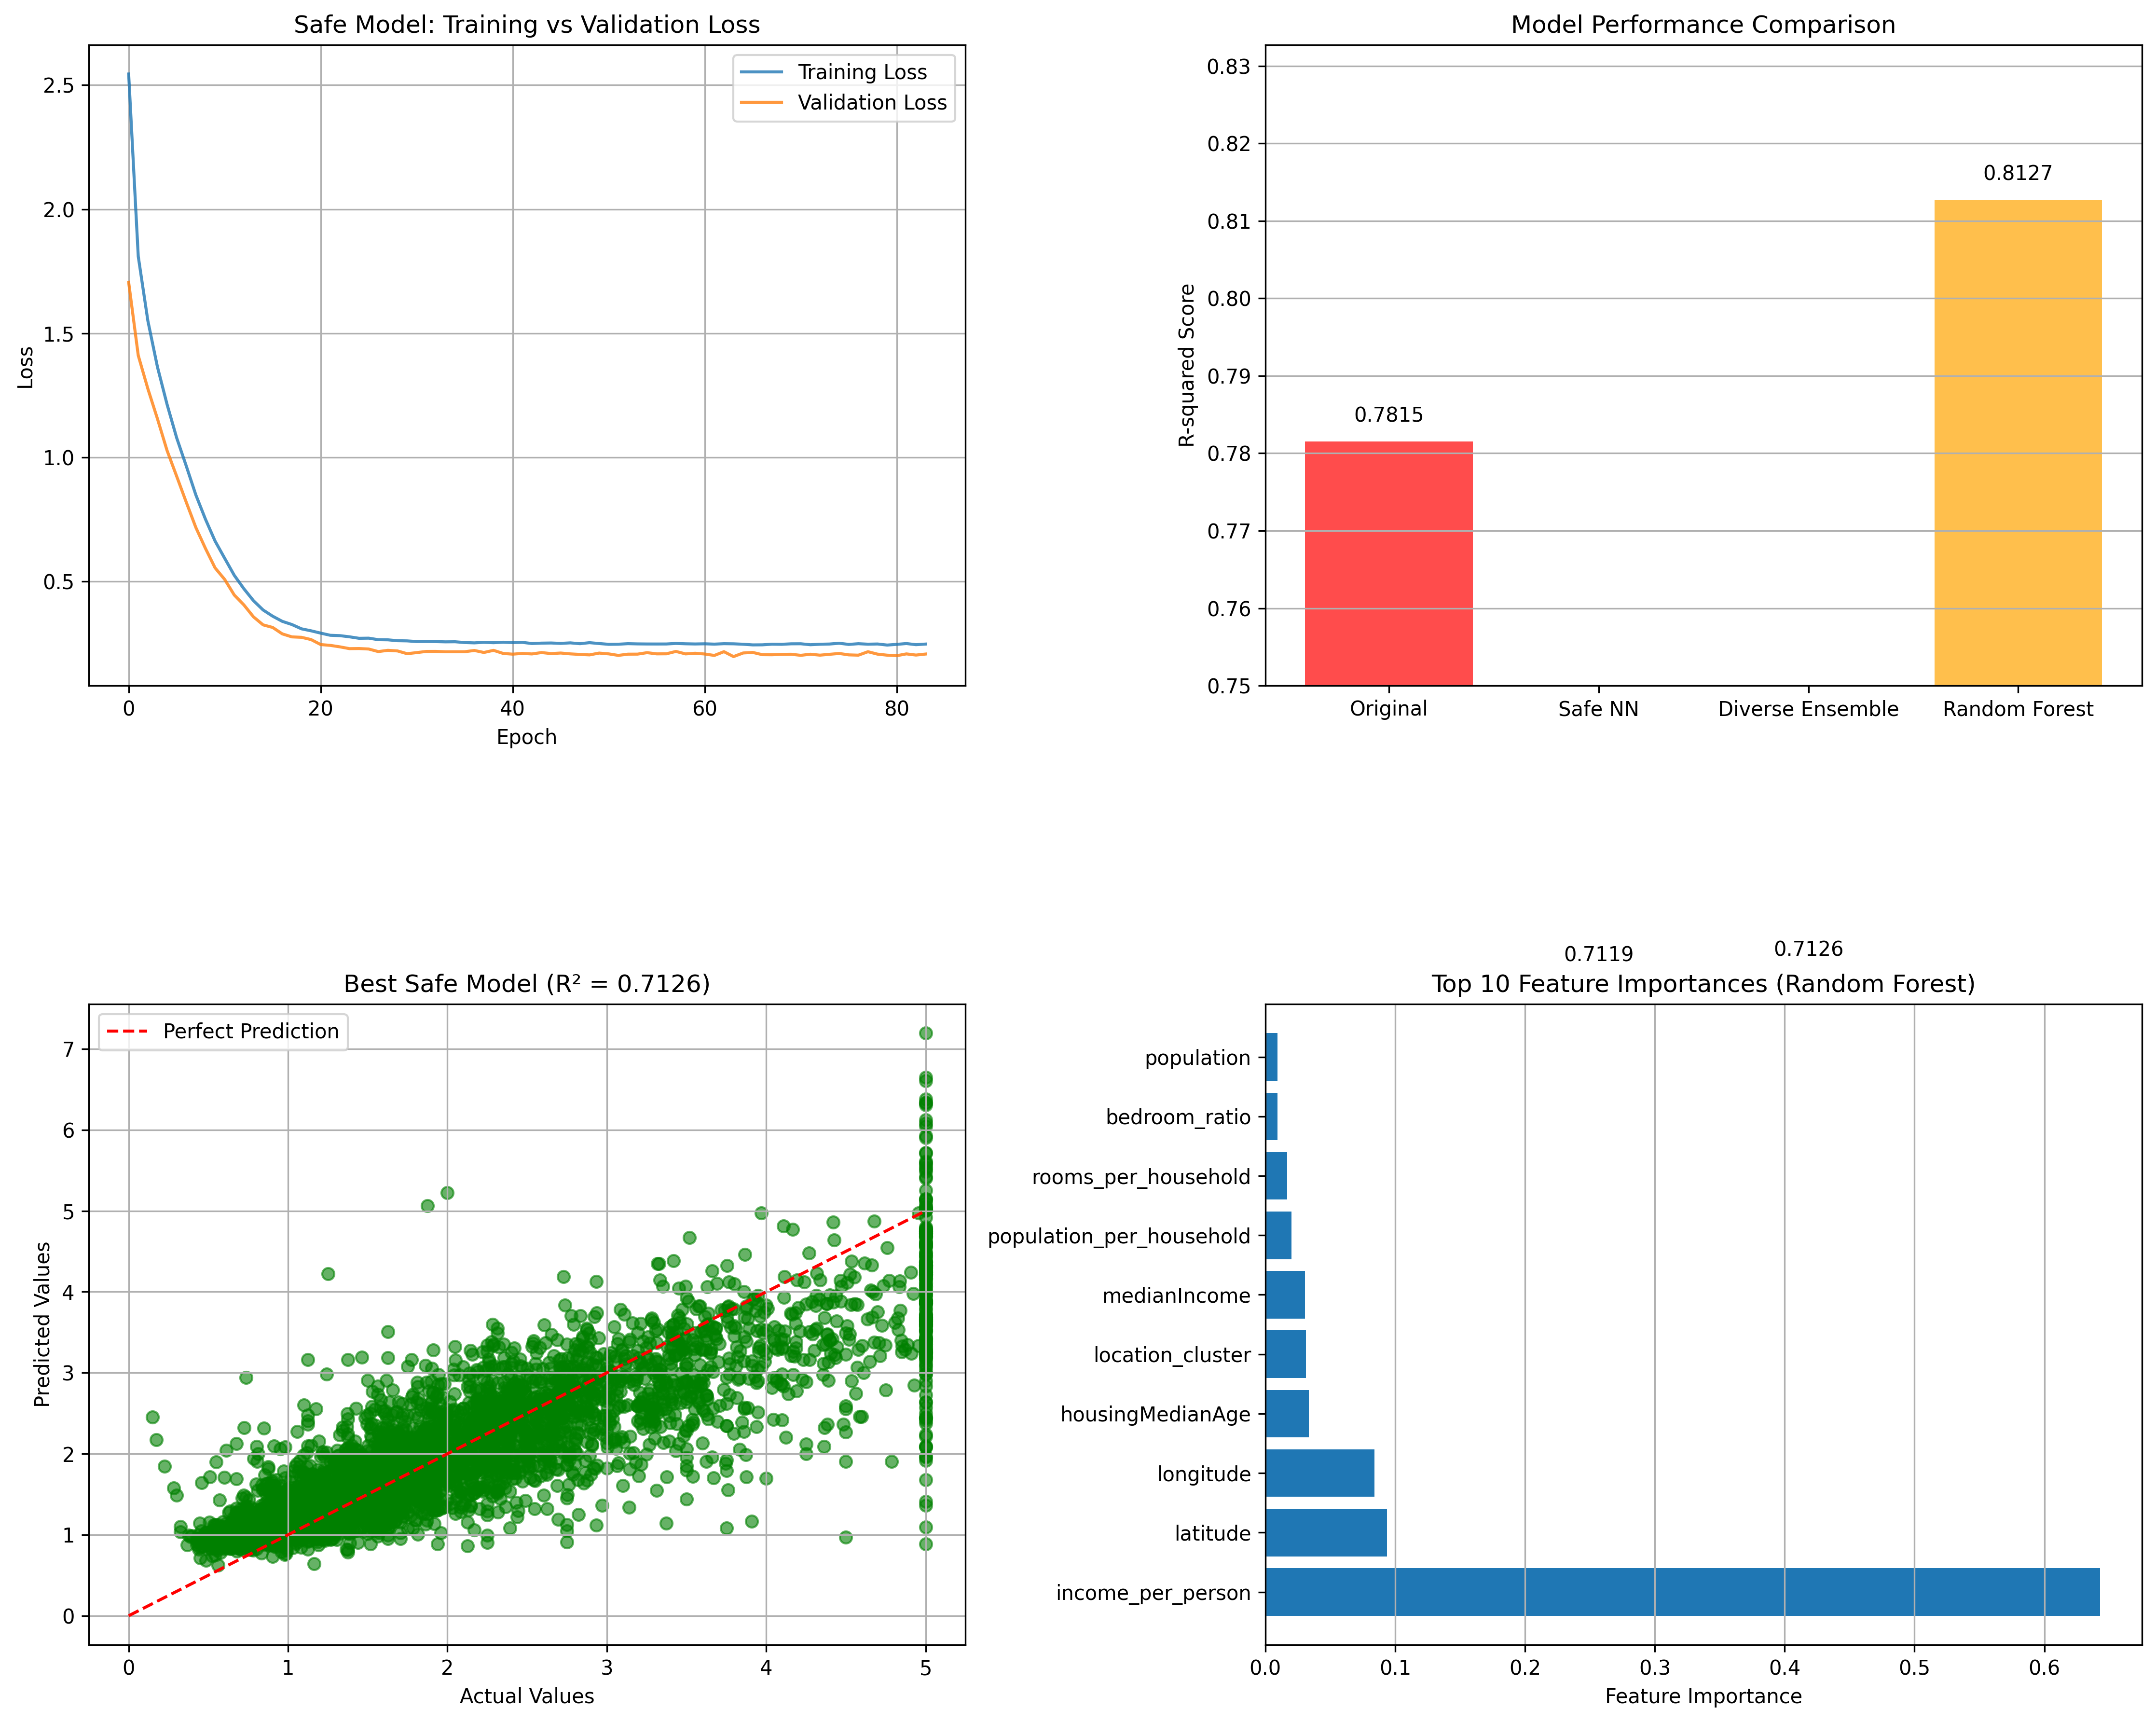 Safe Model: Training vs Validation Loss
Training Loss
Validation Loss
2.5
2.0
1.5
1.0
0.5
Loss
0 20 40 60 80
Epoch
Model Performance Comparison
0.83
0.82
0.81
0.80
0.79
0.78
0.77
0.76
0.75
R-squared Score
0.7815
0.8127
Original Safe NN Diverse Ensemble Random Forest
0.7119 0.7126
Best Safe Model (R² = 0.7126)
Perfect Prediction
7
6
5
4
3
2
1
0
Predicted Values
0 1 2 3 4 5
Actual Values
Top 10 Feature Importances (Random Forest)
population
bedroom_ratio
rooms_per_household
population_per_household
medianIncome
location_cluster
housingMedianAge
longitude
latitude
income_per_person
0.0 0.1 0.2 0.3 0.4 0.5 0.6
Feature Importance